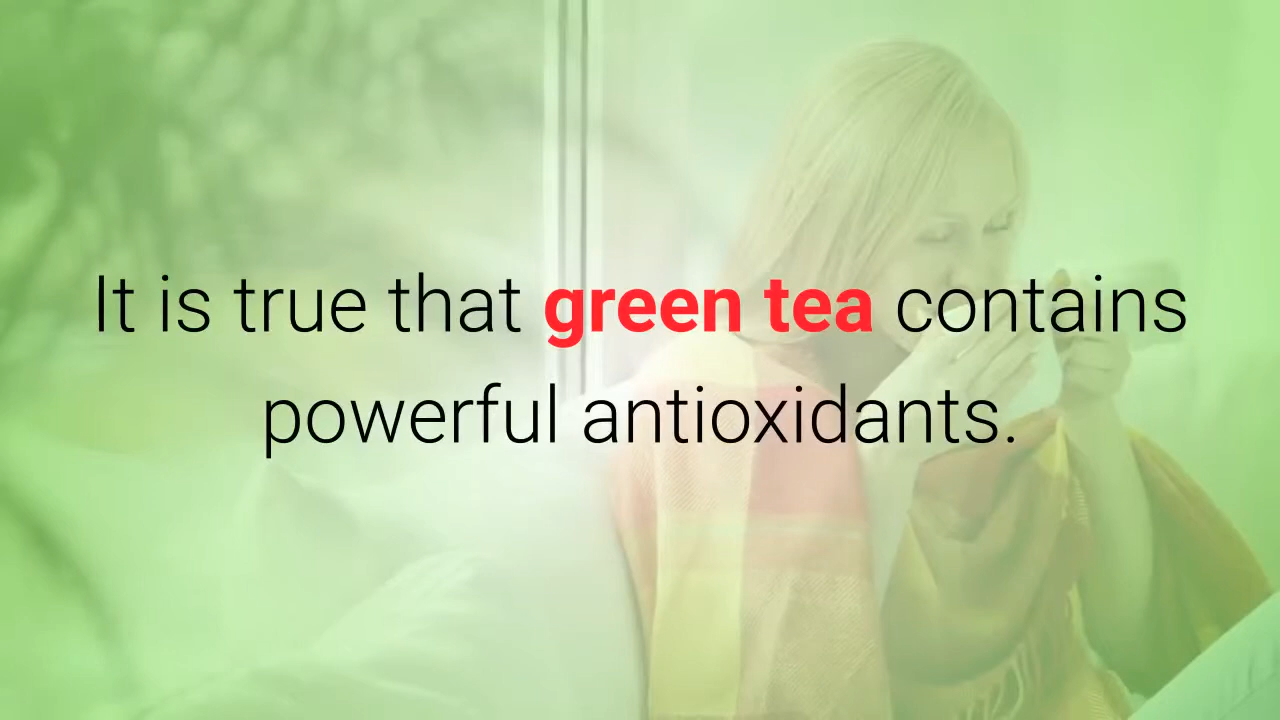 It is true that green tea contains
powerful antioxidants.